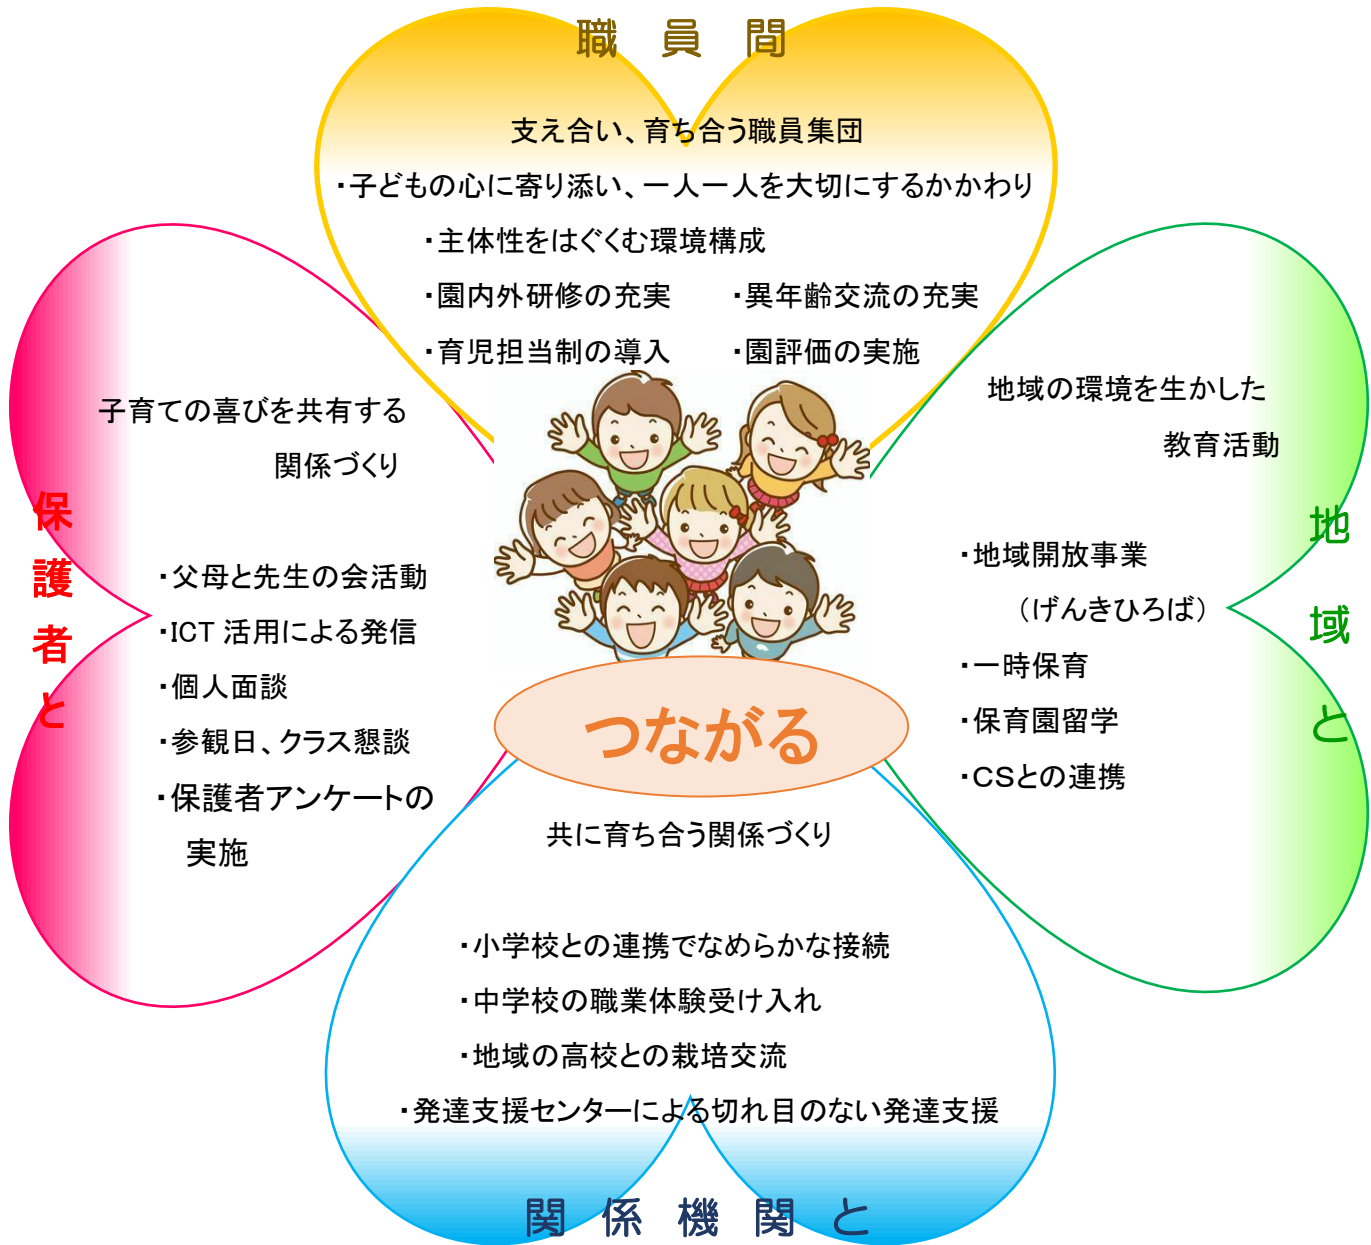 職員間
支え合い、育ち合う職員集団
・子どもの心に寄り添い、一人一人を大切にするかかわり
・主体性をはぐくむ環境構成
・園内外研修の充実　・異年齢交流の充実
・育児担当制の導入　・園評価の実施
保護者と
子育ての喜びを共有する
関係づくり
・父母と先生の会活動
・ICT 活用による発信
・個人面談
・参観日、クラス懇談
・保護者アンケートの
実施
地域と
地域の環境を生かした
教育活動
・地域開放事業
（げんきひろば）
・一時保育
・保育園留学
・CSとの連携
つながる
共に育ち合う関係づくり
・小学校との連携でなめらかな接続
・中学校の職業体験受け入れ
・地域の高校との栽培交流
・発達支援センターによる切れ目のない発達支援
関係機関と